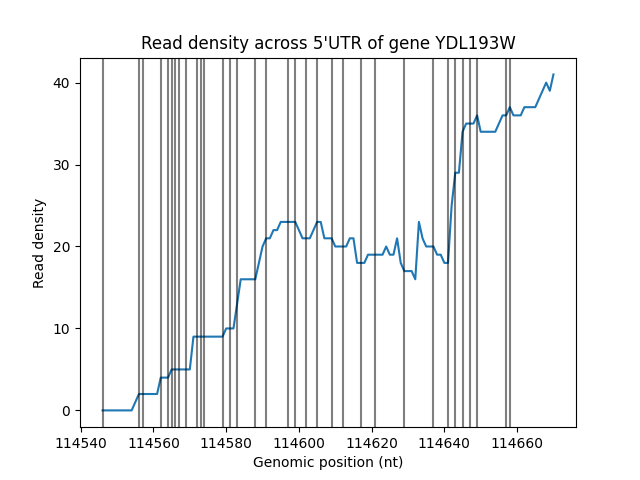 Read density across 5'UTR of gene YDL193W
40
30
20
10
0
Read density
114540 114560 114580 114600 114620 114640 114660
Genomic position (nt)